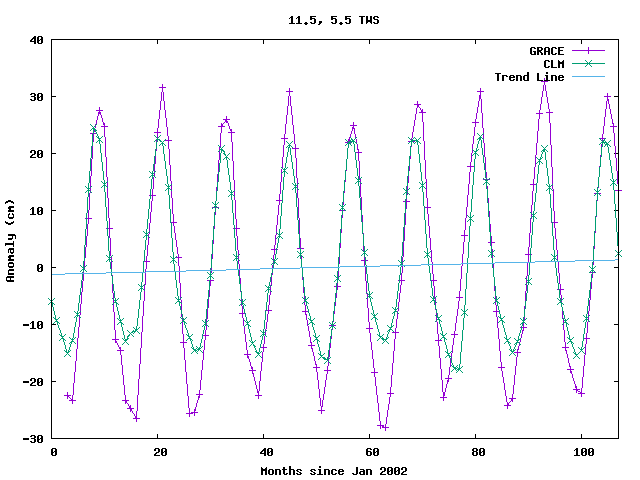 11.5, 5.5 TWS
GRACE
CLM
Trend Line
40
30
20
10
0
-10
-20
-30
Anomaly (cm)
0 20 40 60 80 100
Months since Jan 2002